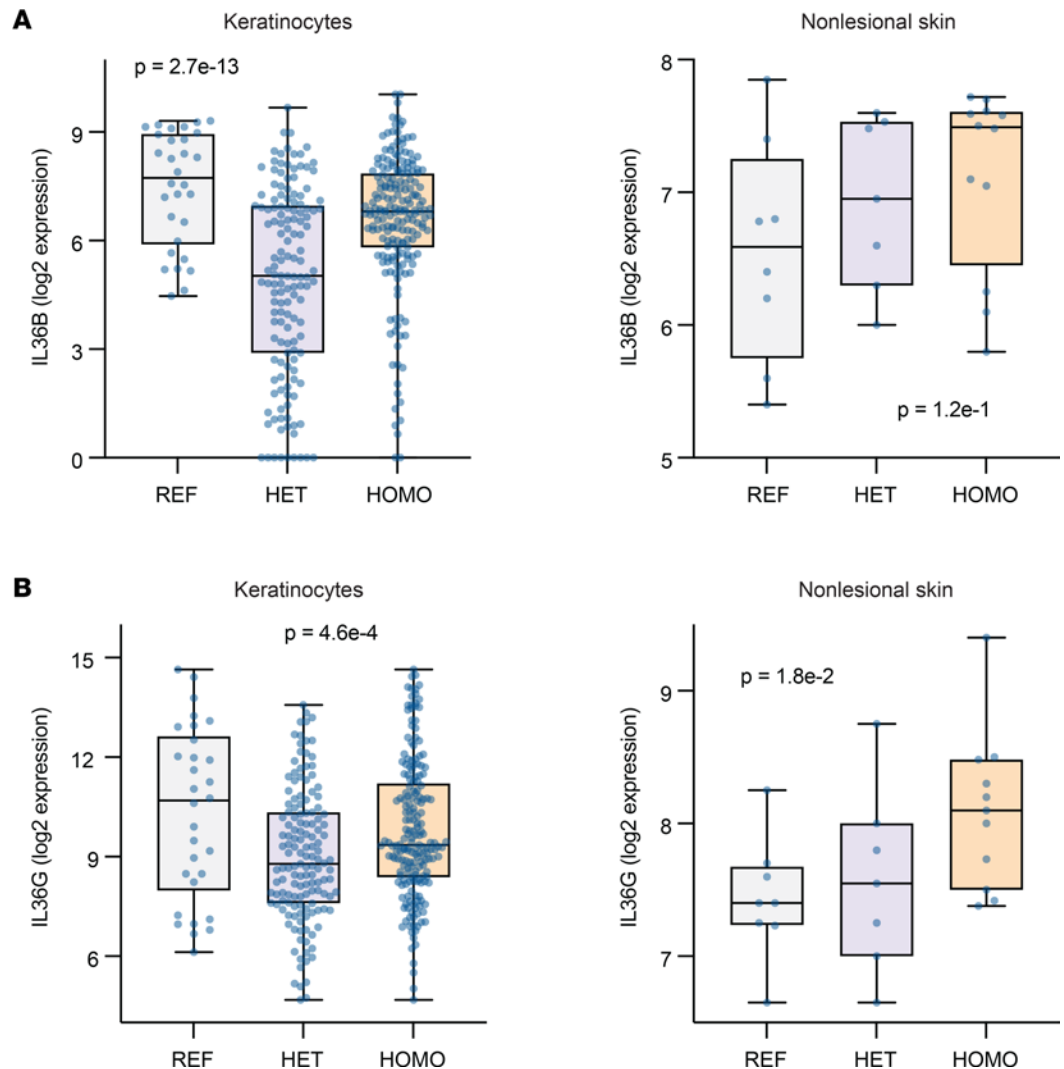 A
Keratinocytes
p = 2.7e-13
IL36B (log2 expression)
9
6
3
0
REF HET HOMO
Nonlesional skin
IL36B (log2 expression)
8
7
6
5
p = 1.2e-1
REF HET HOMO
B
Keratinocytes
p = 4.6e-4
IL36G (log2 expression)
15
12
9
6
REF HET HOMO
Nonlesional skin
p = 1.8e-2
IL36G (log2 expression)
9
8
7
REF HET HOMO